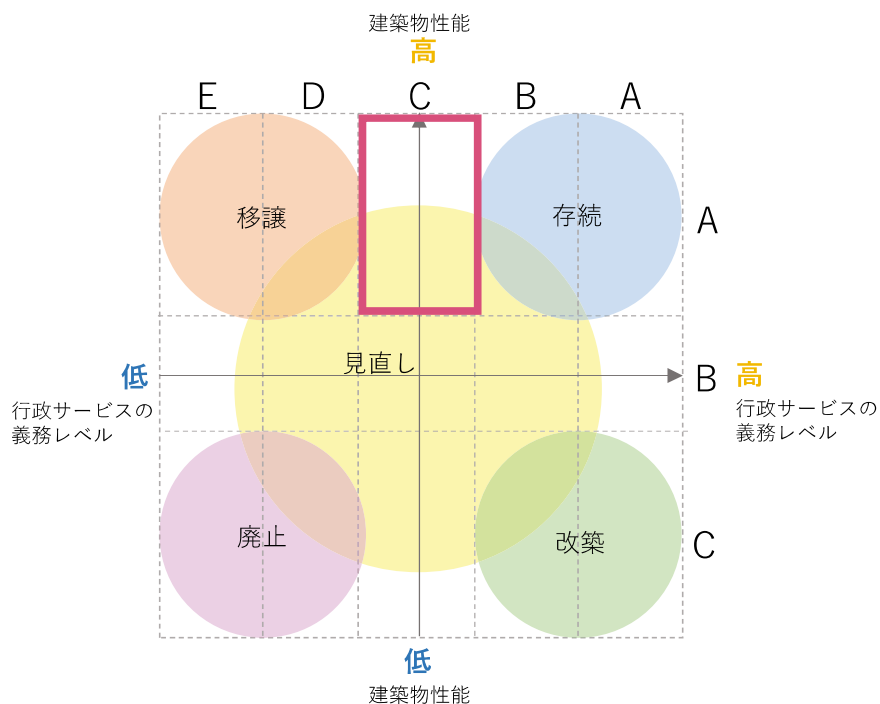 建築物性能
高
E D C B A
移譲
存続
A
見直し
低
B
高
行政サービスの
義務レベル
行政サービスの
義務レベル
廃止
改築
C
低
建築物性能